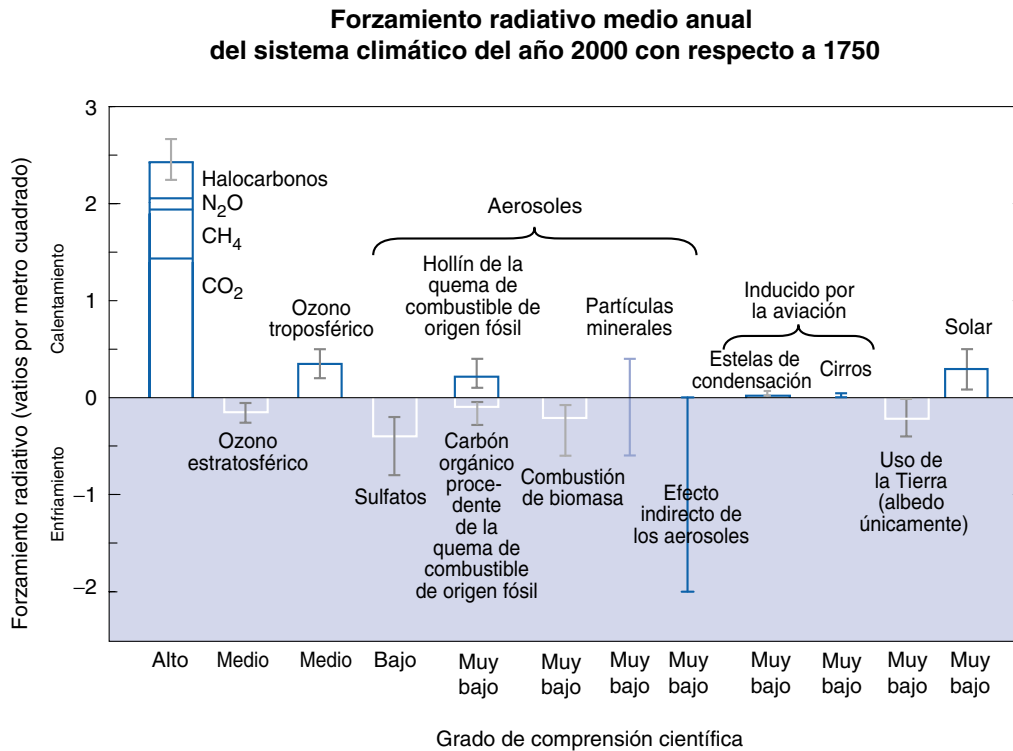 Forzamiento radiativo medio anual
del sistema climático del año 2000 con respecto a 1750
Forzamiento radiativo (vatios por metro cuadrado)
Calentamiento
Enfriamiento
3
2
1
0
−1
−2
Halocarbonos
N2O
CH4
CO2
Ozono
troposférico
Ozono
estratosférico
Aerosoles
Sulfatos
Hollín de la
quema de
combustible de
origen fósil
Carbón
orgánico
proce-
dente
de la
quema de
combustible
de origen fósil
Combustión
de biomasa
Partículas
minerales
Efecto
indirecto de
los aerosoles
Inducido por
la aviación
Estelas de
condensación
Cirros
Uso de
la Tierra
(albedo
únicamente)
Solar
Alto
Medio
Medio
Bajo
Muy
bajo
Muy
bajo
Muy
bajo
Muy
bajo
Muy
bajo
Muy
bajo
Muy
bajo
Muy
bajo
Grado de comprensión científica